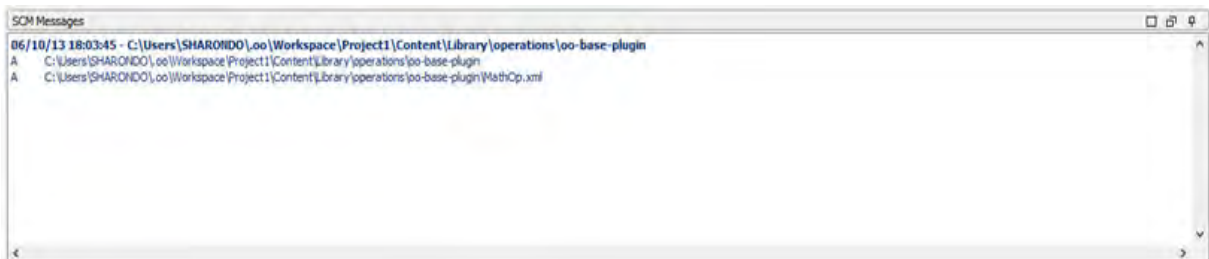 SCM Messages
06/10/13 18:03:45 - C:\Users\SHARONDO\.oo\Workspace\Project1\Content\Library\operations\oo-base-plugin
A C:\Users\SHARONDO\.oo\Workspace\Project1\Content\Library\operations\oo-base-plugin
A C:\Users\SHARONDO\.oo\Workspace\Project1\Content\Library\operations\oo-base-plugin\MathOp.xml